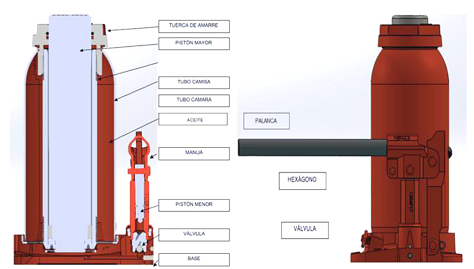 TUERCA DE AMARRE
PISTÓN MAYOR
TUBO CAMISA
TUBO CAMARA
ACEITE
MANIJA
PISTÓN MENOR
VÁLVULA
BASE
PALANCA
HEXÁGONO
VÁLVULA